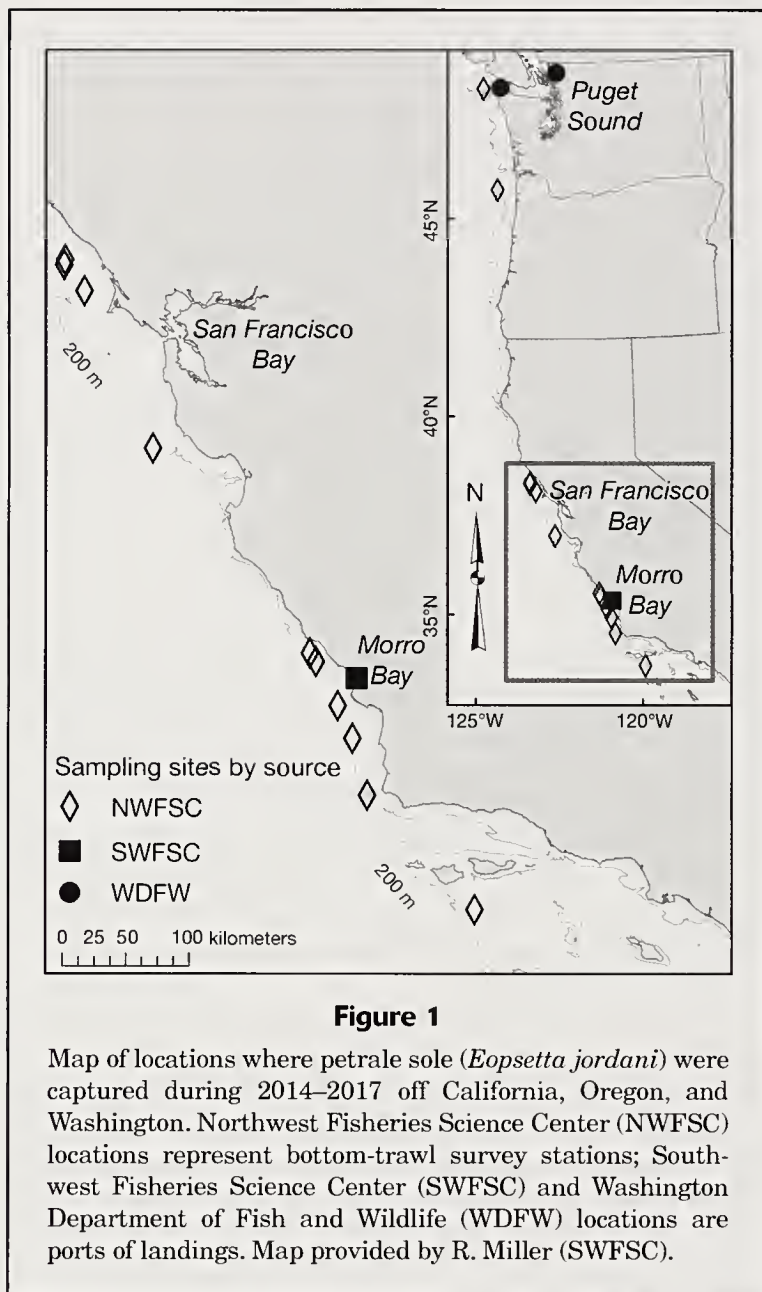 Puget
Sound
45°N
San Francisco
Bay
200 m
40°N
N
San Francisco
Bay
Morro
Bay
35°N
Morro
Bay
125°W 120°W
Sampling sites by source
NWFSC
SWFSC
WDFW
200 m
0 25 50 100 kilometers
Figure 1
Map of locations where petrale sole (Eopsetta jordani) were
captured during 2014–2017 off California, Oregon, and
Washington. Northwest Fisheries Science Center (NWFSC)
locations represent bottom-trawl survey stations; South-
west Fisheries Science Center (SWFSC) and Washington
Department of Fish and Wildlife (WDFW) locations are
ports of landings. Map provided by R. Miller (SWFSC).